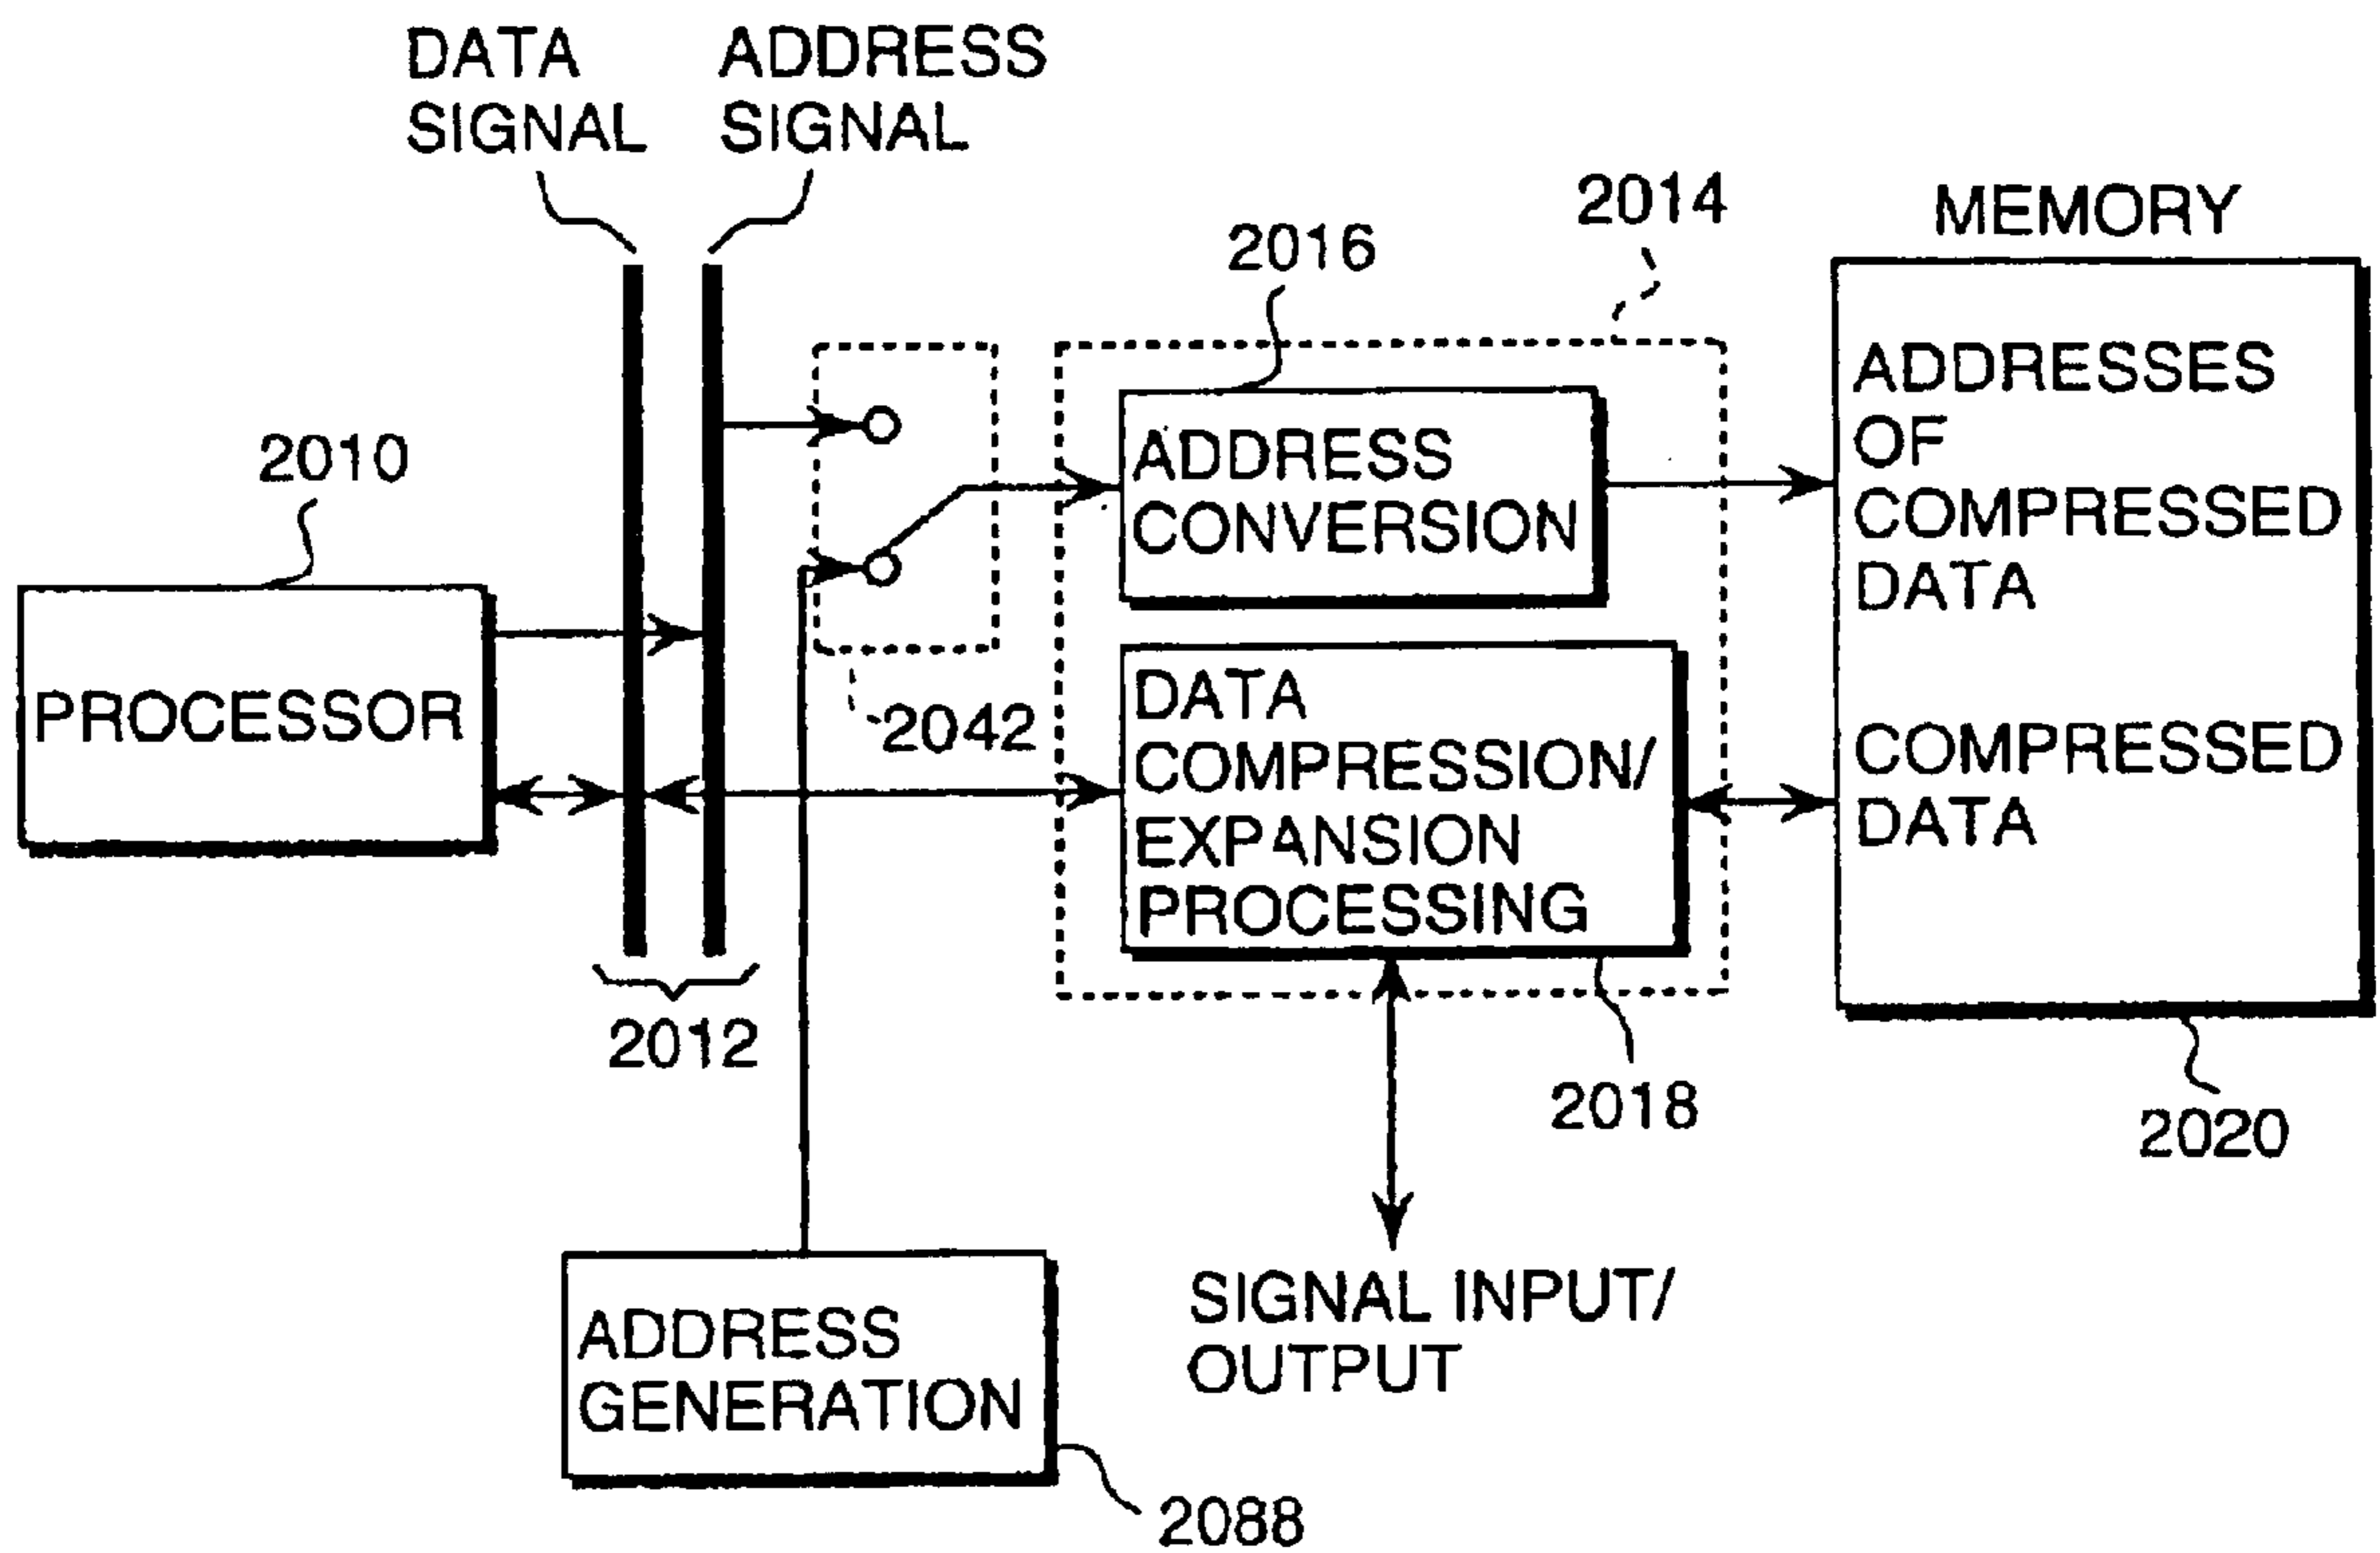 DATA
SIGNAL
ADDRESS
SIGNAL
2014
MEMORY
2016
2010
ADDRESSES
OF
COMPRESSED
DATA
ADDRESS
CONVERSION
PROCESSOR
2042
DATA
COMPRESSION/
EXPANSION
PROCESSING
COMPRESSED
DATA
2012
2018
2020
SIGNAL INPUT/
OUTPUT
ADDRESS
GENERATION
2088